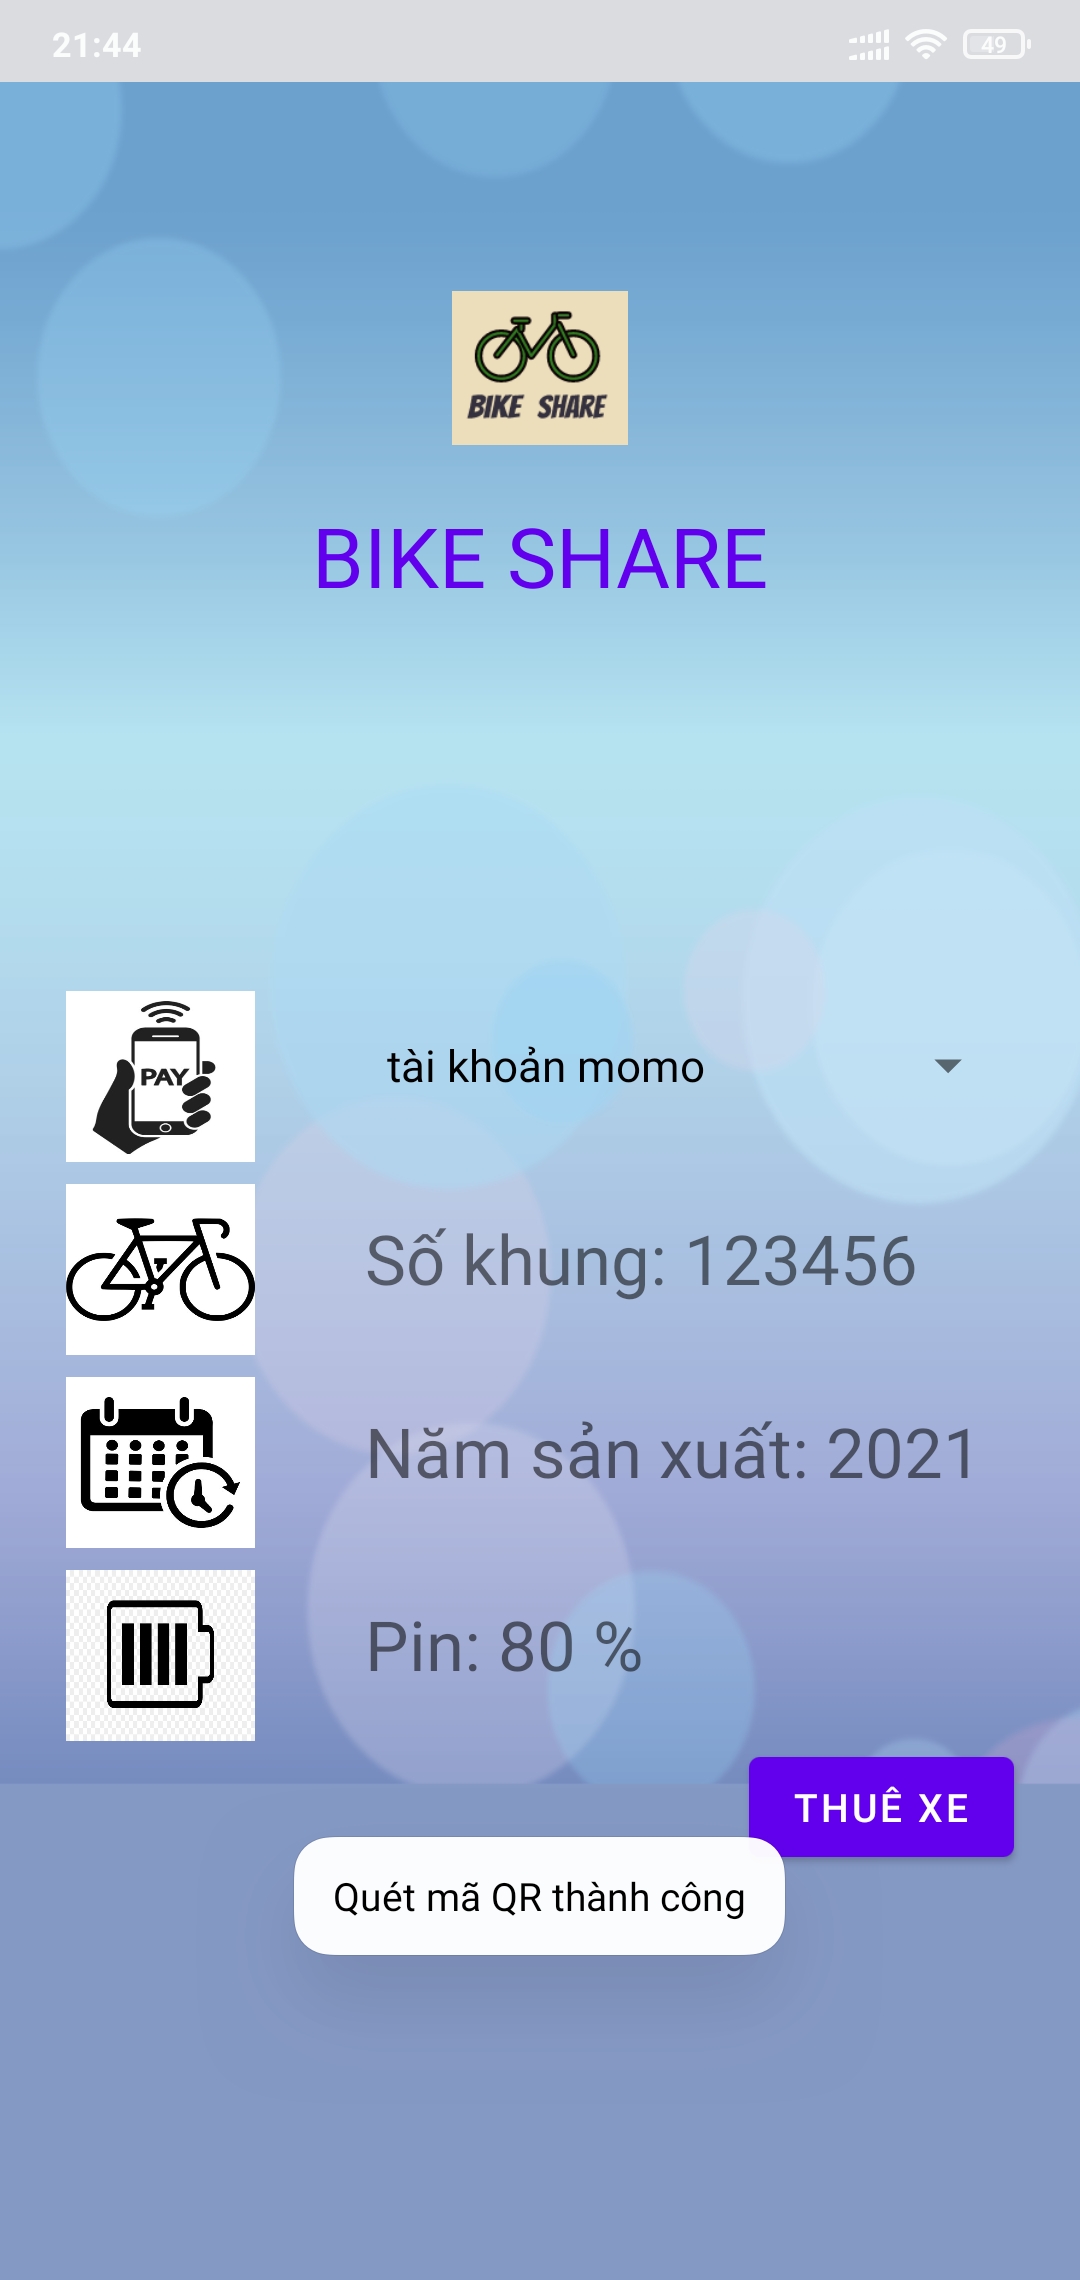 21:44
49
BIKE SHARE
BIKE SHARE
PAY
tài khoản momo
Số khung: 123456
Năm sản xuất: 2021
Pin: 80 %
THUÊ XE
Quét mã QR thành công